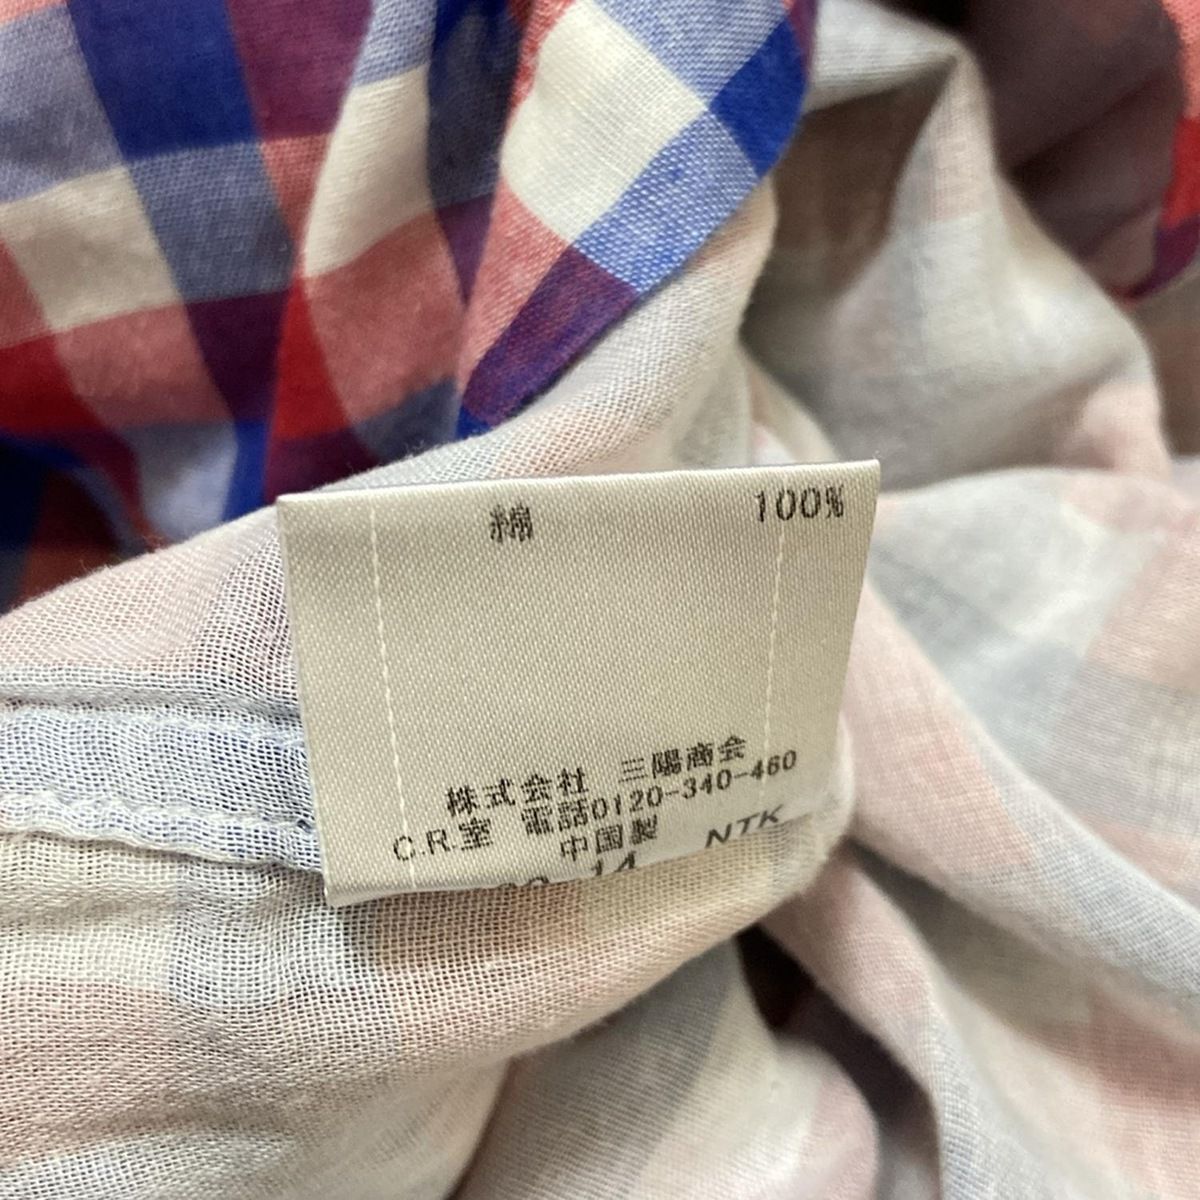 綿 100%
株式会社 三陽商会
C.R.室 電話0120-340-460
中国製 NTK
14